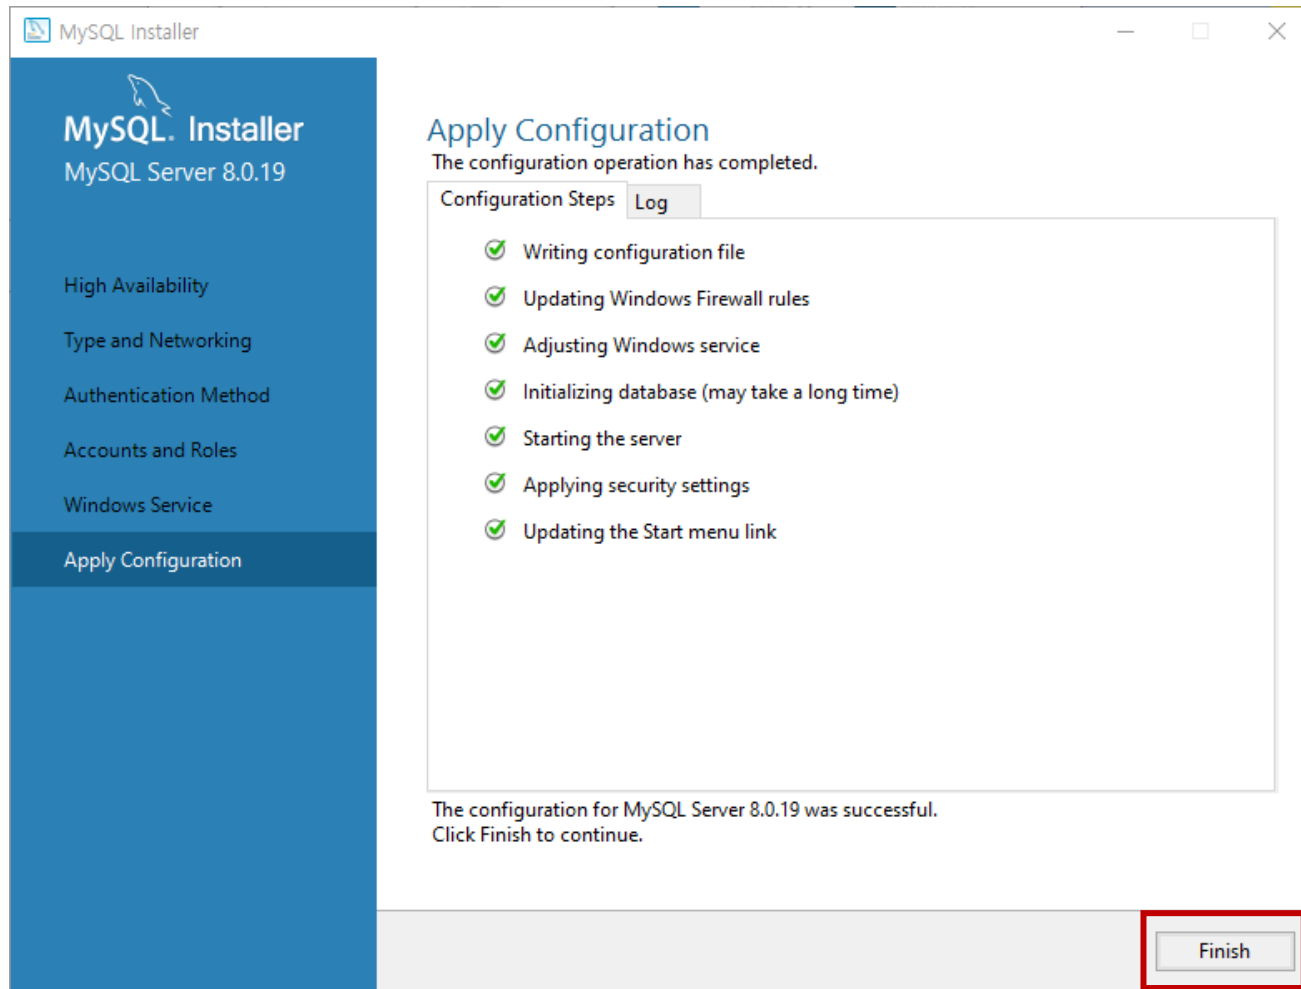 MySQL Installer
MySQL. Installer
MySQL Server 8.0.19
High Availability
Type and Networking
Authentication Method
Accounts and Roles
Windows Service
Apply Configuration
Apply Configuration
The configuration operation has completed.
Configuration Steps
Log
Writing configuration file
Updating Windows Firewall rules
Adjusting Windows service
Initializing database (may take a long time)
Starting the server
Applying security settings
Updating the Start menu link
The configuration for MySQL Server 8.0.19 was successful.
Click Finish to continue.
Finish